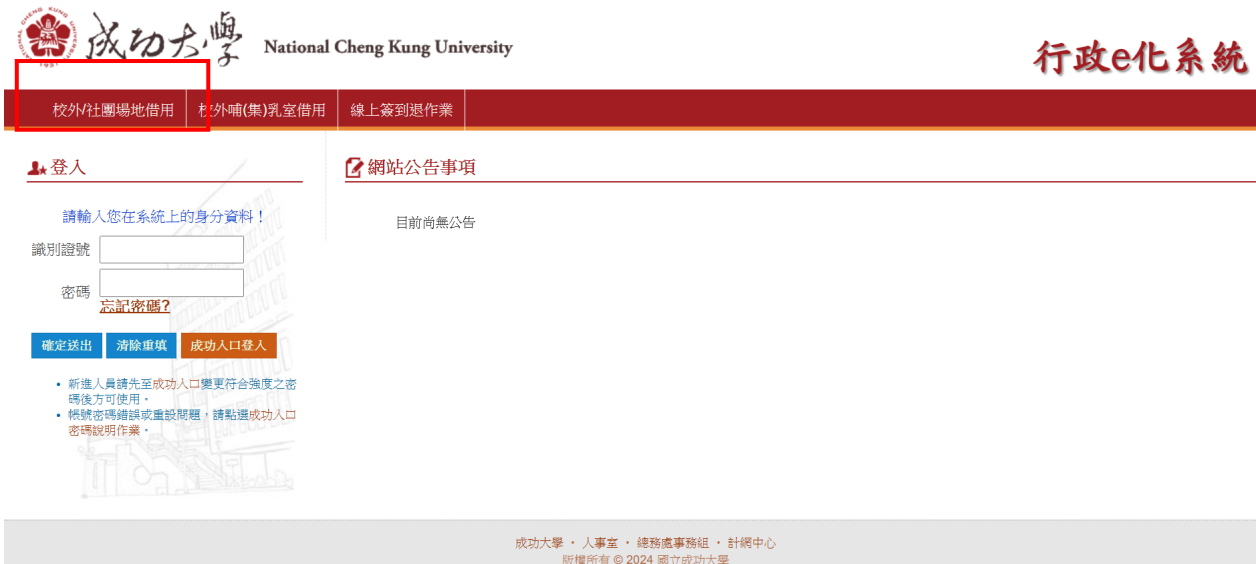 成功大學 National Cheng Kung University
行政e化系統
校外/社團場地借用 校外哺(集)乳室借用 線上簽到退作業
登入
網站公告事項
請輸入您在系統上的身分資料！
目前尚無公告
識別證號
密碼
忘記密碼?
確定送出 清除重填 成功入口登入
• 新進人員請先至成功入口變更符合強度之密
碼後方可使用。
• 帳號密碼錯誤或重設問題，請點選成功入口
密碼說明作業。
成功大學 · 人事室 · 總務處事務組 · 計網中心
版權所有 © 2024 國立成功大學